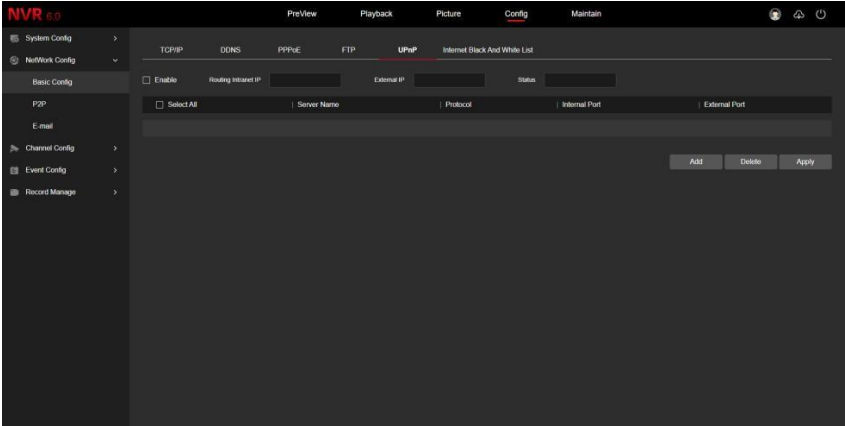 NVR 6.0 PreView Playback Picture Config Maintain
System Config
NetWork Config
Basic Config
P2P
E-mail
Channel Config
Event Config
Record Manage
TCP/IP DDNS PPPoE FTP UPnP Internet Black And White List
Enable Routing Intranet IP External IP Status
Select All Server Name Protocol Internal Port External Port
Add Delete Apply